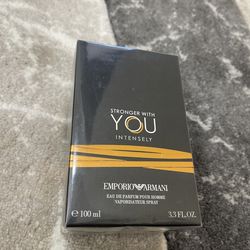 STRONGER WITH
YOU
INTENSELY
EMPORIO ARMANI
EAU DE PARFUM POUR HOMME
VAPORISATEUR SPRAY
e 100 ml 3.3 FL.OZ.